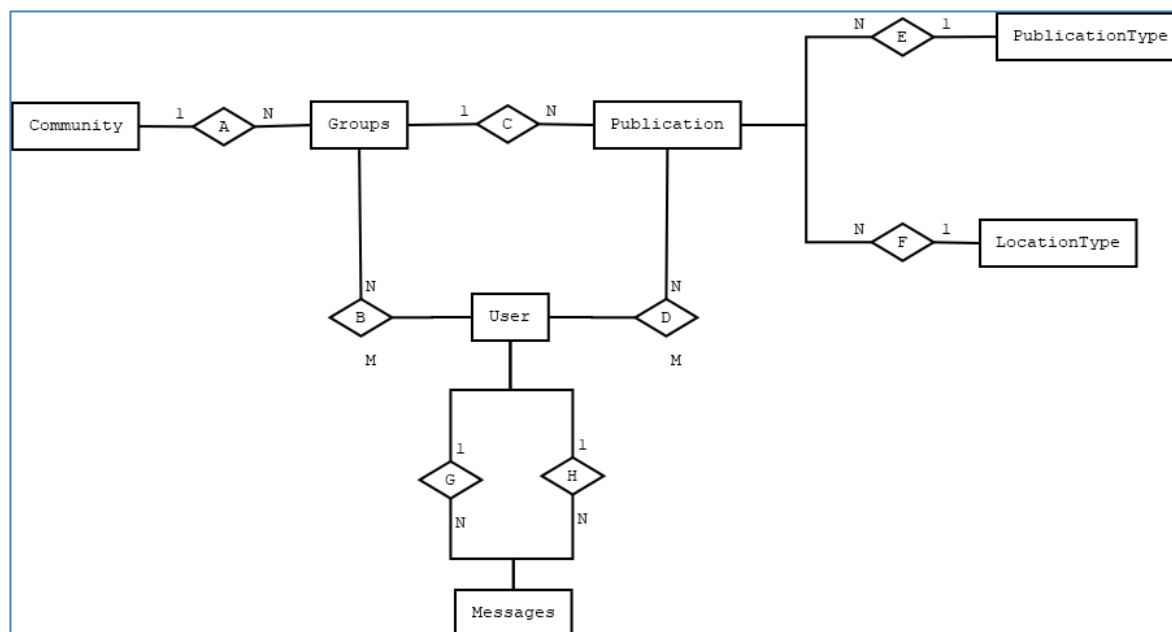 N
E
1
PublicationType
Community
1
A
N
Groups
1
C
N
Publication
N
F
1
LocationType
N
B
M
User
N
D
M
1
G
N
1
H
N
Messages